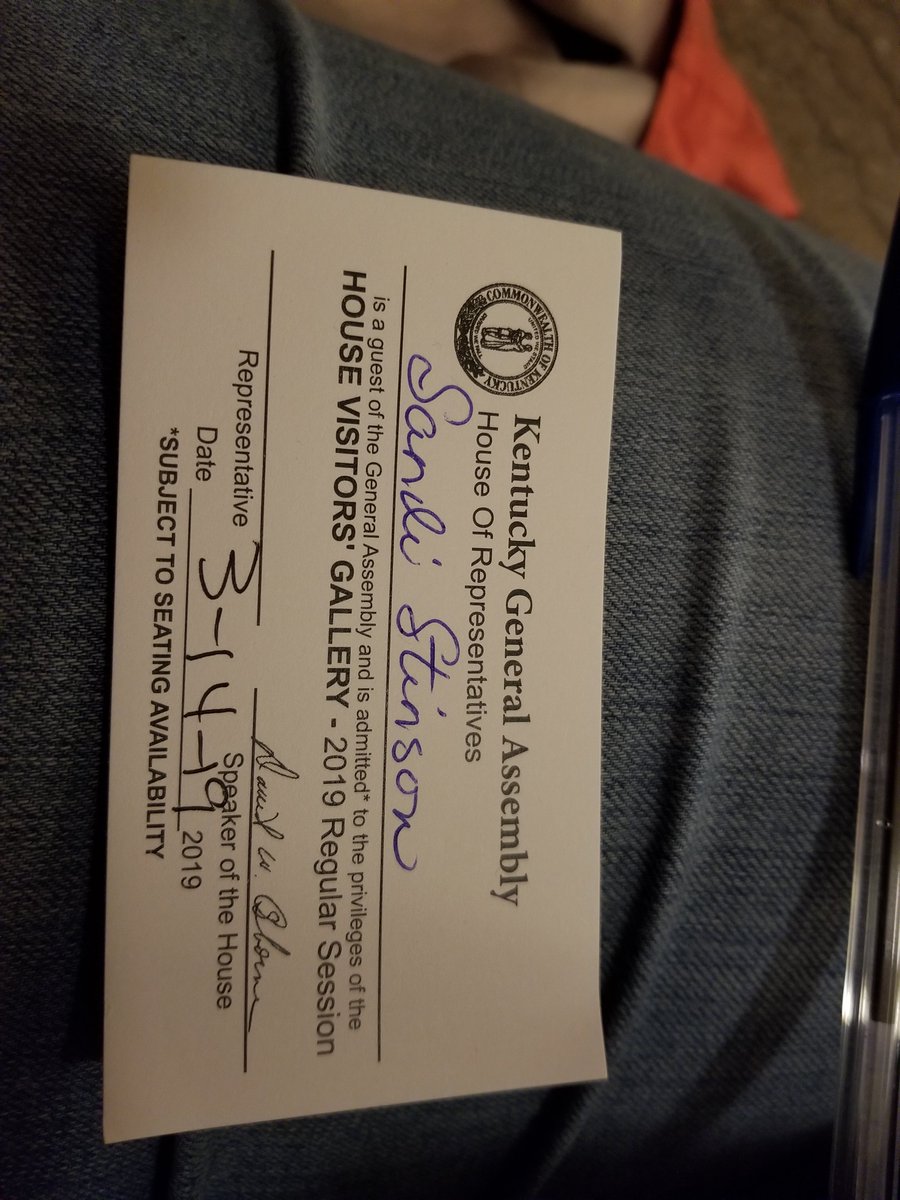 Kentucky General Assembly
House Of Representatives
COMMONWEALTH OF KENTUCKY
Sandi Stinson
is a guest of the General Assembly and is admitted* to the privileges of the
HOUSE VISITORS' GALLERY - 2019 Regular Session
David W. Osborne
Representative Speaker of the House
Date 3-14-19 2019
*SUBJECT TO SEATING AVAILABILITY